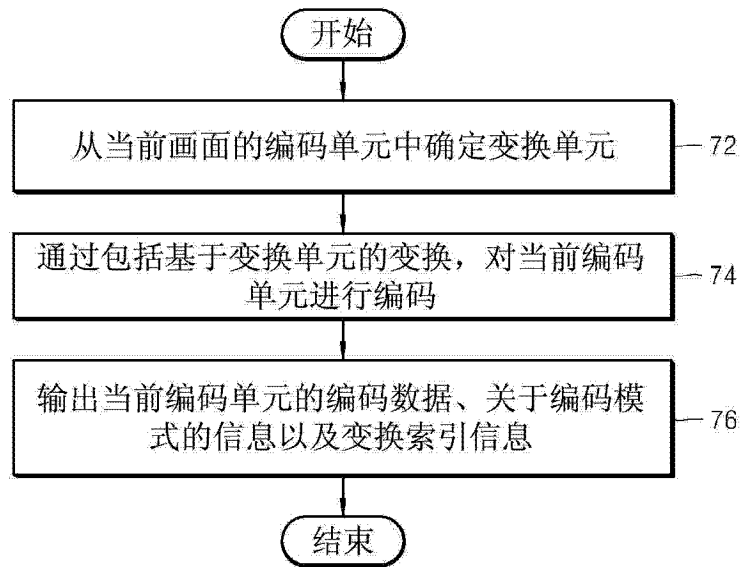 开始
从当前画面的编码单元中确定变换单元
72
通过包括基于变换单元的变换，对当前编码
单元进行编码
74
输出当前编码单元的编码数据、关于编码模
式的信息以及变换索引信息
76
结束